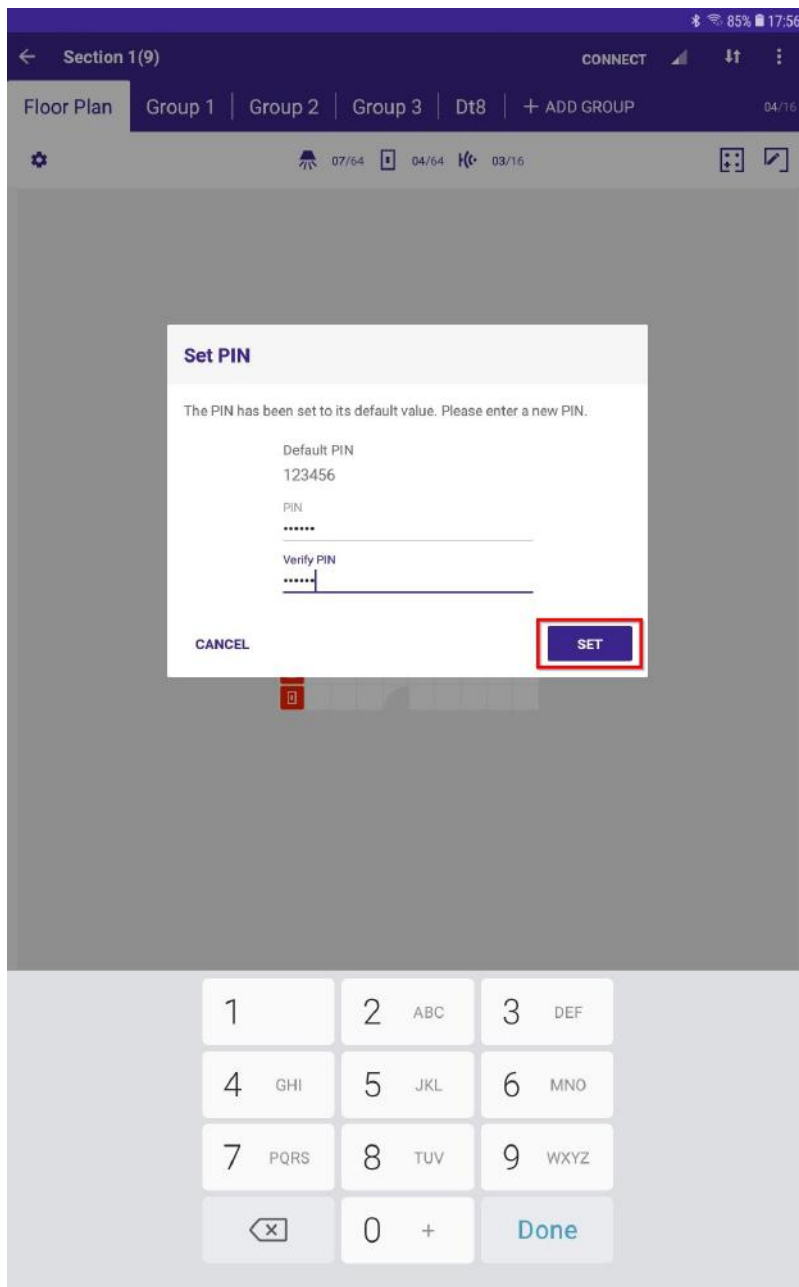 85% 17:56
Section 1(9) CONNECT
Floor Plan Group 1 Group 2 Group 3 Dt8 + ADD GROUP 04/16
07/64 04/64 03/16
Set PIN
The PIN has been set to its default value. Please enter a new PIN.
Default PIN
123456
PIN
••••••
Verify PIN
••••••
CANCEL SET
1 2 ABC 3 DEF
4 GHI 5 JKL 6 MNO
7 PQRS 8 TUV 9 WXYZ
0 + Done